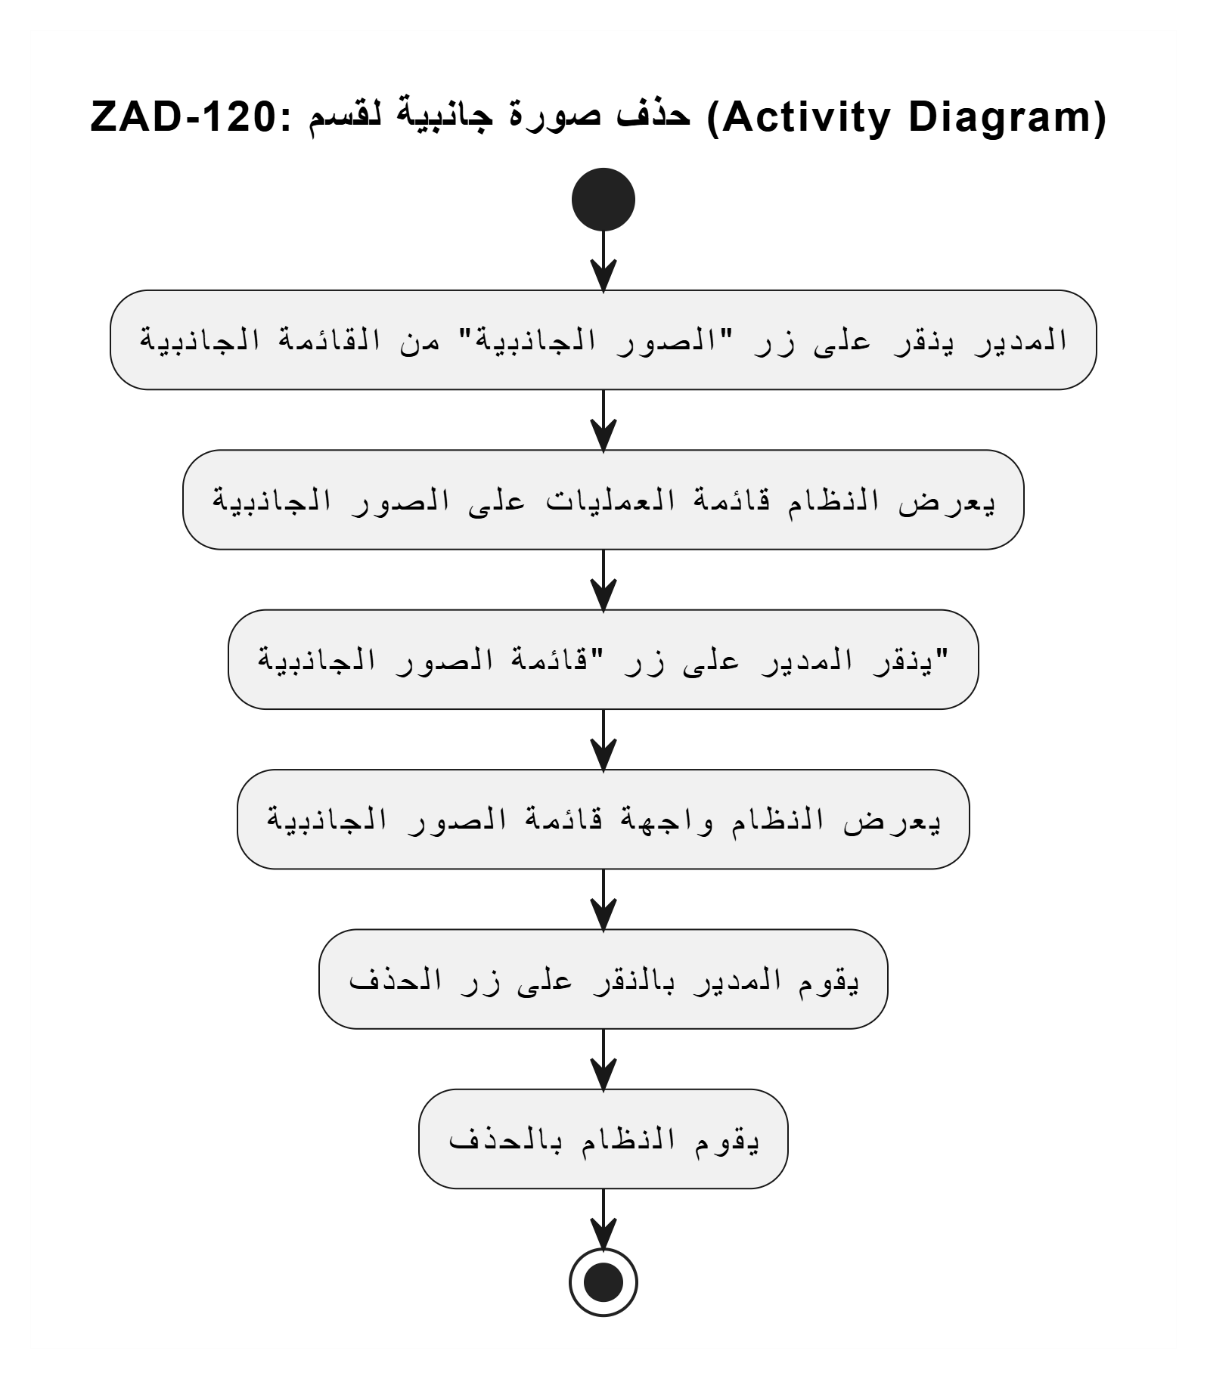 ZAD-120: حذف صورة جانبية لقسم (Activity Diagram)
المدير ينقر على زر "الصور الجانبية" من القائمة الجانبية
يعرض النظام قائمة العمليات على الصور الجانبية
ينقر المدير على زر "قائمة الصور الجانبية"
يعرض النظام واجهة قائمة الصور الجانبية
يقوم المدير بالنقر على زر الحذف
يقوم النظام بالحذف